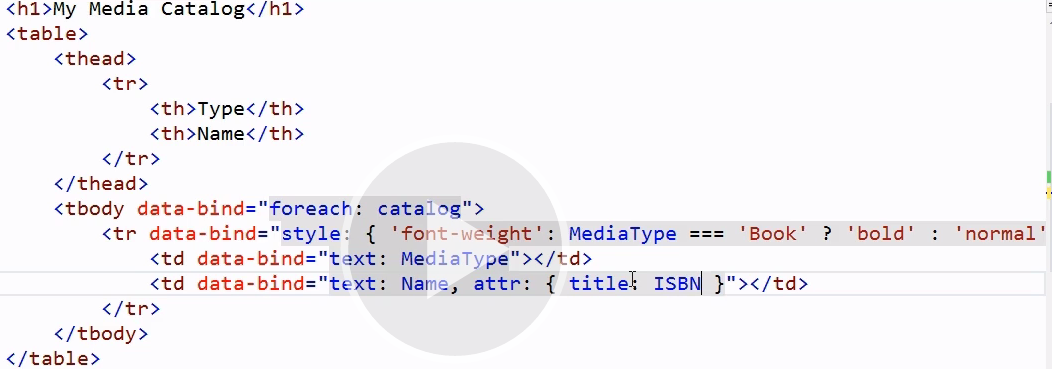 <h1>My Media Catalog</h1>
<table>
<thead>
<tr>
<th>Type</th>
<th>Name</th>
</tr>
</thead>
<tbody data-bind="foreach: catalog">
<tr data-bind="style: { 'font-weight': MediaType === 'Book' ? 'bold' : 'normal'
<td data-bind="text: MediaType"></td>
<td data-bind="text: Name, attr: { title: ISBN }"></td>
</tr>
</tbody>
</table>